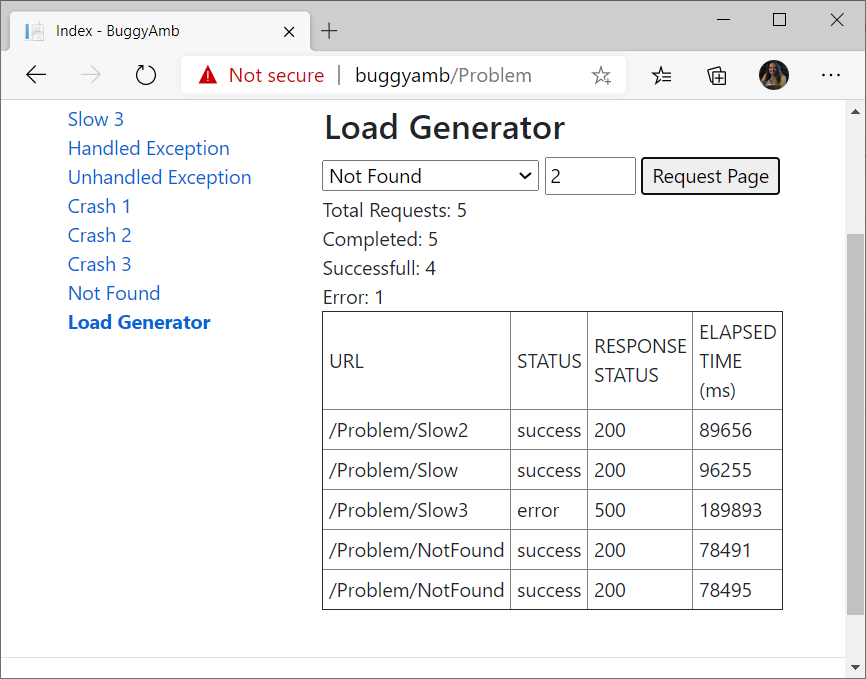 Index - BuggyAmb
Not secure | buggyamb/Problem
Slow 3
Handled Exception
Unhandled Exception
Crash 1
Crash 2
Crash 3
Not Found
Load Generator
Load Generator
Not Found 2 Request Page
Total Requests: 5
Completed: 5
Successfull: 4
Error: 1
URL STATUS RESPONSE STATUS ELAPSED TIME (ms)
/Problem/Slow2 success 200 89656
/Problem/Slow success 200 96255
/Problem/Slow3 error 500 189893
/Problem/NotFound success 200 78491
/Problem/NotFound success 200 78495